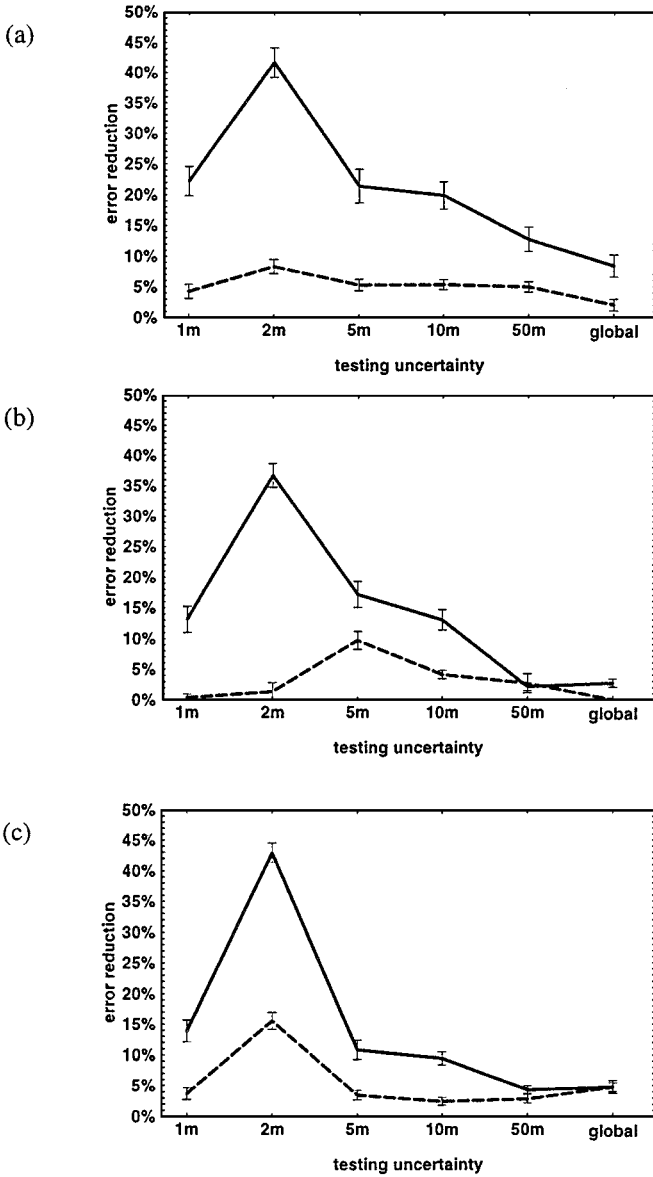 (a)
error reduction
50%
45%
40%
35%
30%
25%
20%
15%
10%
5%
0%
1m 2m 5m 10m 50m global
testing uncertainty
(b)
error reduction
50%
45%
40%
35%
30%
25%
20%
15%
10%
5%
0%
1m 2m 5m 10m 50m global
testing uncertainty
(c)
error reduction
50%
45%
40%
35%
30%
25%
20%
15%
10%
5%
0%
1m 2m 5m 10m 50m global
testing uncertainty